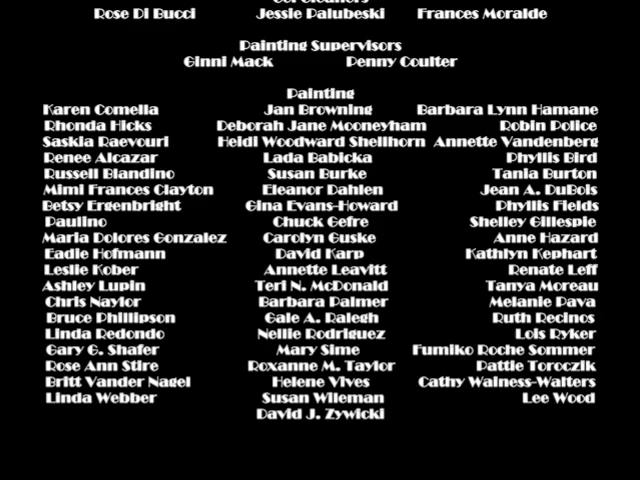 Cel Cleaners
Rose Di Bucci Jessie Palubeski Frances Moralde
Painting Supervisors
Ginni Mack Penny Coulter
Painting
Karen Comella Jan Browning Barbara Lynn Hamane
Rhonda Hicks Deborah Jane Mooneyham Robin Police
Saskia Raevouri Heidi Woodward Shellhorn Annette Vandenberg
Renee Alcazar Lada Babicka Phyllis Bird
Russell Blandino Susan Burke Tania Burton
Mimi Frances Clayton Eleanor Dahlen Jean A. DuBois
Betsy Ergenbright Gina Evans-Howard Phyllis Fields
Paulino Chuck Gefre Shelley Gillespie
Maria Dolores Gonzalez Carolyn Guske Anne Hazard
Eadie Hofmann David Karp Kathlyn Kephart
Leslie Kober Annette Leavitt Renate Leff
Ashley Lupin Teri N. McDonald Tanya Moreau
Chris Naylor Barbara Palmer Melanie Pava
Bruce Phillipson Gale A. Ralegh Ruth Recinos
Linda Redondo Nellie Rodriguez Lois Ryker
Gary G. Shafer Mary Sime Fumiko Roche Sommer
Rose Ann Stire Roxanne M. Taylor Pattie Toroczik
Britt Vander Nagel Helene Vives Cathy Walness-Walters
Linda Webber Susan Wileman Lee Wood
David J. Zywicki